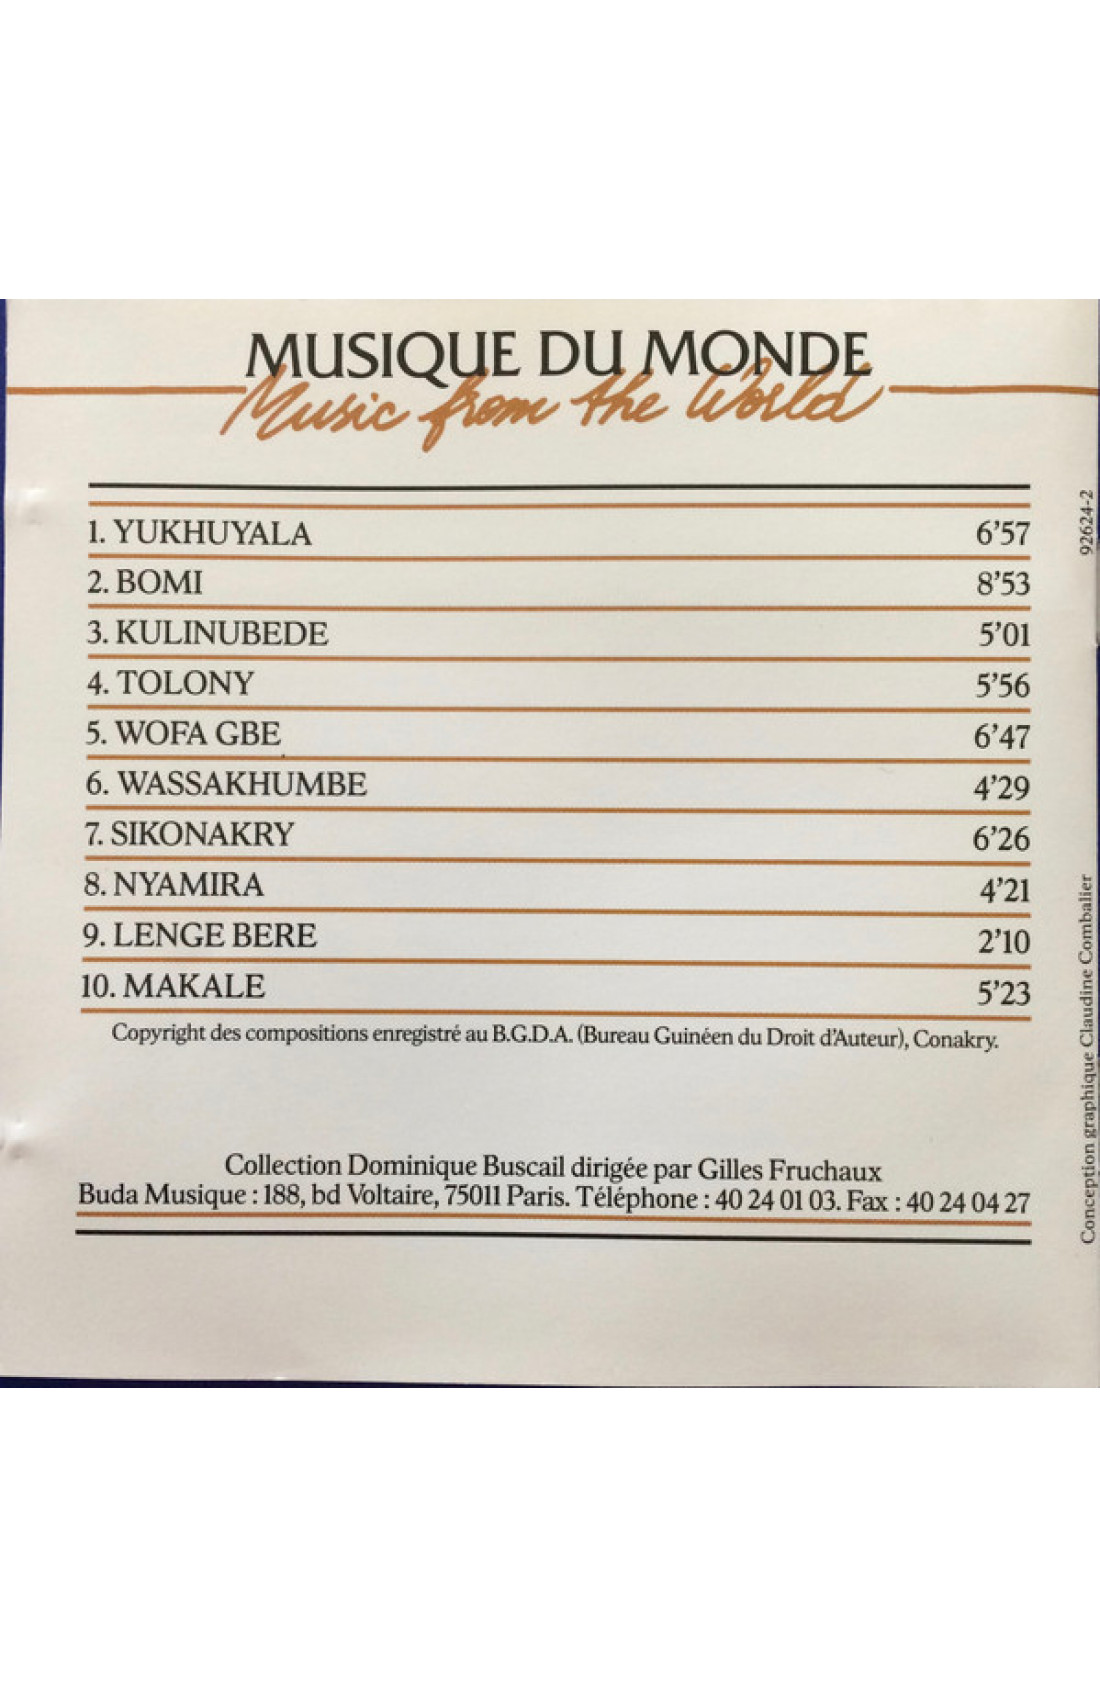 MUSIQUE DU MONDE
Music from the World
1. YUKHUYALA 6'57
2. BOMI 8'53
3. KULINUBEDE 5'01
4. TOLONY 5'56
5. WOFA GBE 6'47
6. WASSAKHUMBE 4'29
7. SIKONAKRY 6'26
8. NYAMIRA 4'21
9. LENGE BERE 2'10
10. MAKALE 5'23
Copyright des compositions enregistré au B.G.D.A. (Bureau Guinéen du Droit d'Auteur), Conakry.
Collection Dominique Buscail dirigée par Gilles Fruchaux
Buda Musique : 188, bd Voltaire, 75011 Paris. Téléphone : 40 24 01 03. Fax : 40 24 04 27
92624-2
Conception graphique Claudine Combalier